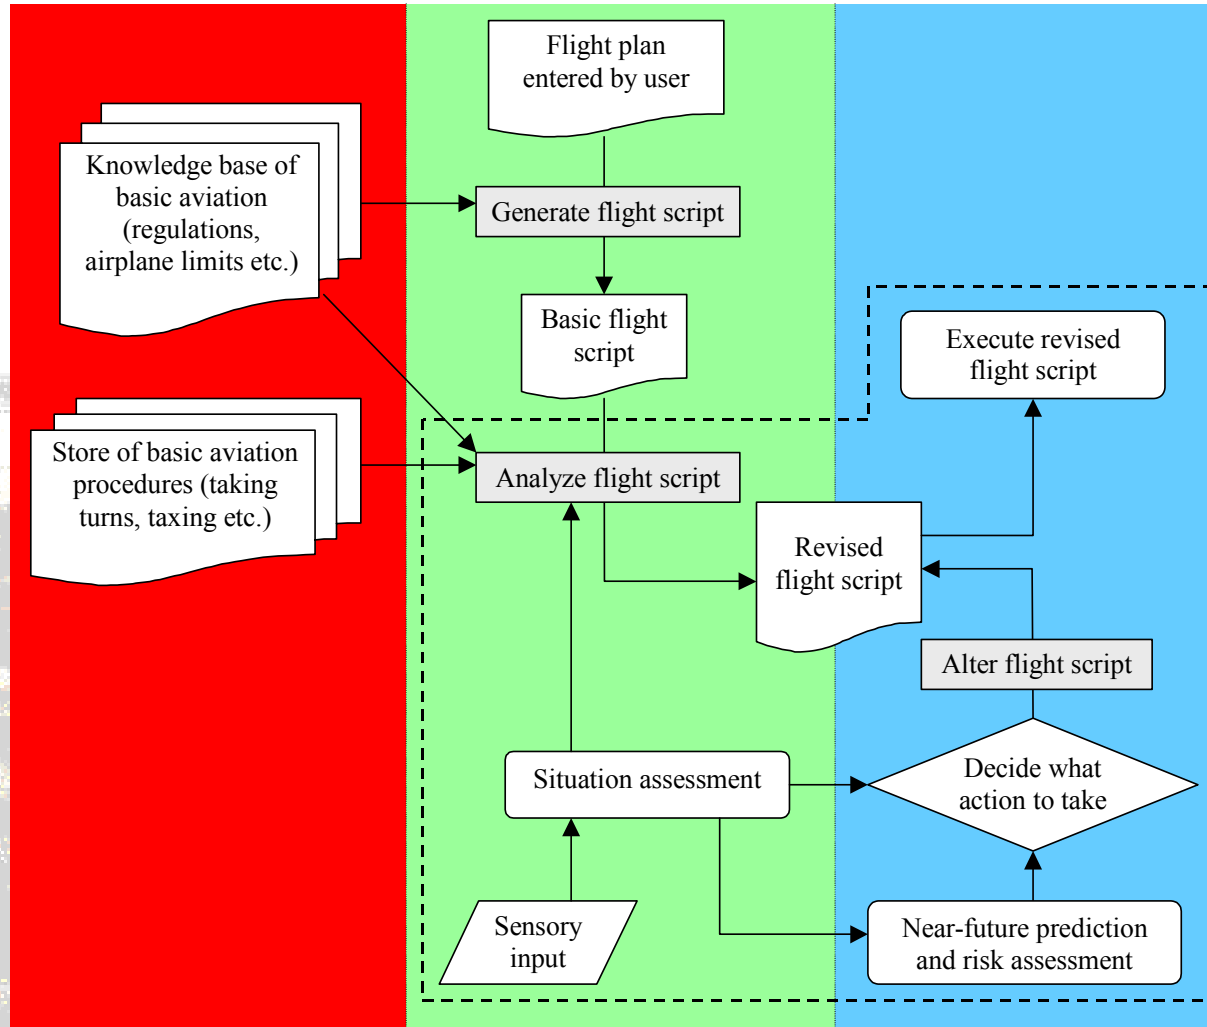 Flight plan
entered by user
Knowledge base of
basic aviation
(regulations,
airplane limits etc.)
Generate flight script
Basic flight
script
Execute revised
flight script
Store of basic aviation
procedures (taking
turns, taxing etc.)
Analyze flight script
Revised
flight script
Alter flight script
Situation assessment
Decide what
action to take
Sensory
input
Near-future prediction
and risk assessment